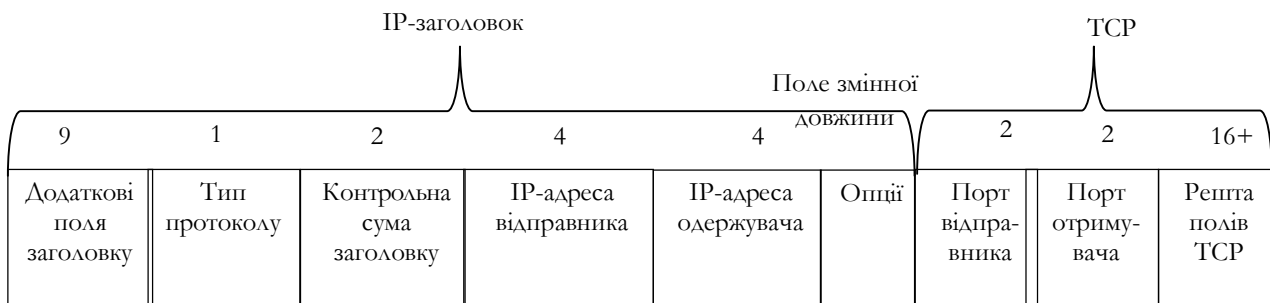 IP-заголовок
TCP
Поле змінної
довжини
9
1
2
4
4
2
2
16+
Додаткові
поля
заголовку
Тип
протоколу
Контрольна
сума
заголовку
IP-адреса
відправника
IP-адреса
одержувача
Опції
Порт
відпра-
вника
Порт
отриму-
вача
Решта
полів
TCP